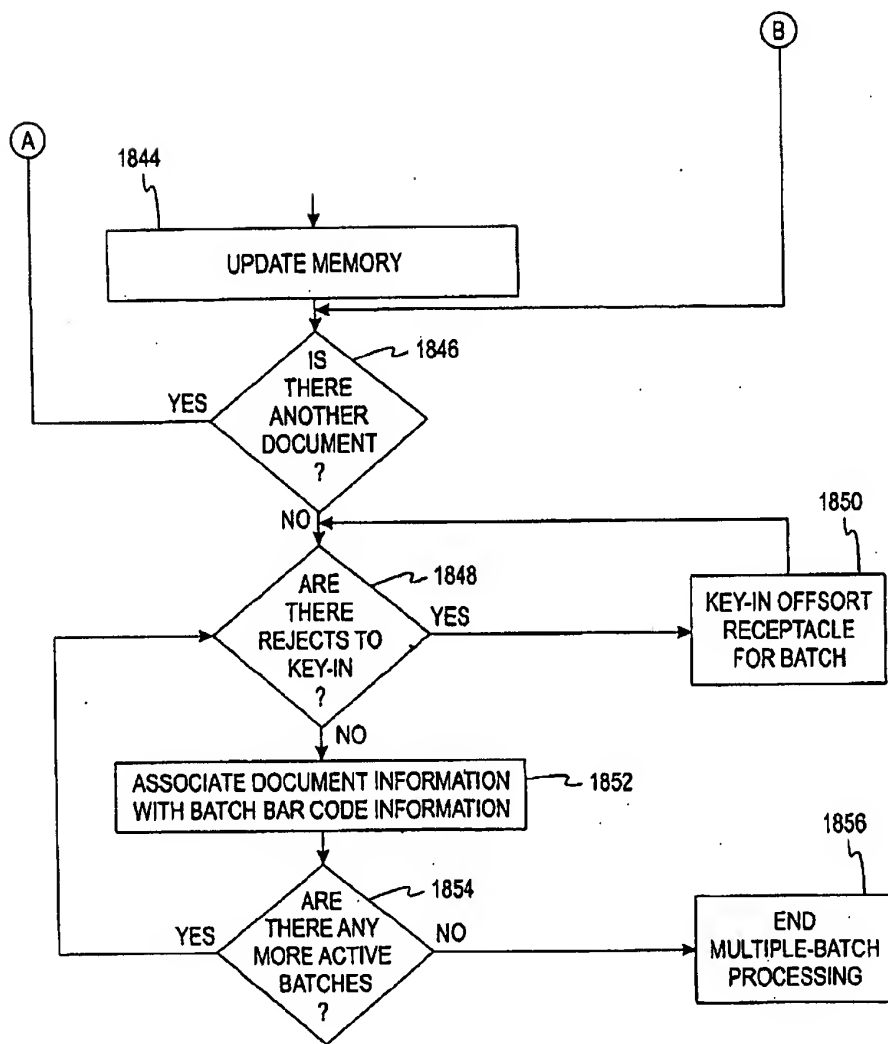 B
A
1844
UPDATE MEMORY
1846
IS
THERE
ANOTHER
DOCUMENT
?
YES
NO
1850
1848
ARE
THERE
REJECTS TO
KEY-IN
?
YES
KEY-IN OFFSORT
RECEPTACLE
FOR BATCH
NO
ASSOCIATE DOCUMENT INFORMATION
WITH BATCH BAR CODE INFORMATION
1852
1856
1854
ARE
THERE ANY
MORE ACTIVE
BATCHES
?
YES
NO
END
MULTIPLE-BATCH
PROCESSING